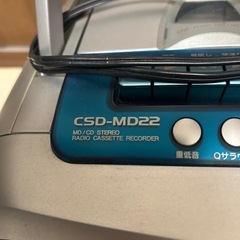 CSD-MD22
MD/CD STEREO
RADIO CASSETTE RECORDER
重低音
Qサラウ